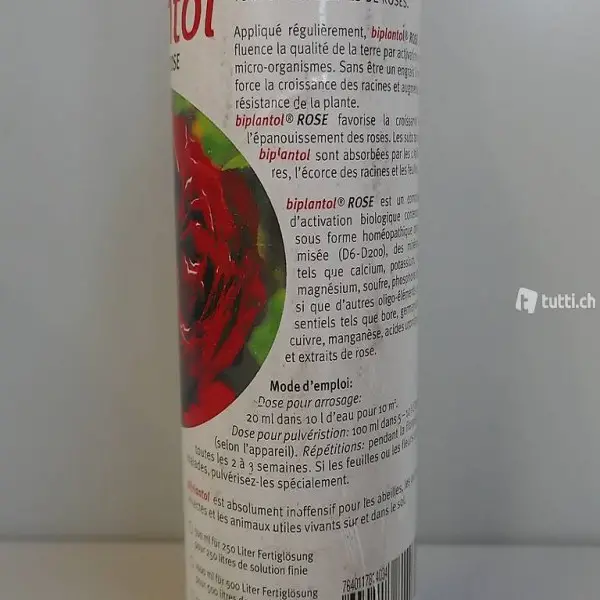 ntol
Appliqué régulièrement, biplantol® ROSE
fluence la qualité de la terre par
micro-organismes. Sans être un engrais
force la croissance des racines et
résistance de la plante.
biplantol® ROSE favorise la
l'épanouissement des roses. Les
biplantol sont absorbées par les
res, l'écorce des racines et les
biplantol® ROSE est un
d'activation biologique
sous forme homéopathique
misée (D6-D200), des
tels que calcium, potassium,
magnésium, soufre, phosphore
si que d'autres oligo-éléments
sentiels tels que bore,
cuivre, manganèse, acides
et extraits de rose.
Mode d'emploi:
Dose pour arrosage:
20 ml dans 10 l d'eau pour 10 m².
Dose pour pulvéristion: 100 ml dans
(selon l'appareil). Répétitions: pendant la
toutes les 2 à 3 semaines. Si les feuilles ou les
malades, pulvérisez-les spécialement.
biplantol est absolument inoffensif pour les abeilles,
et les animaux utiles vivants sur et dans le sol.
ml für 250 Liter Fertiglösung
pour 250 litres de solution finie
ml für 500 Liter Fertiglösung
pour 500 litres de
tutti.ch